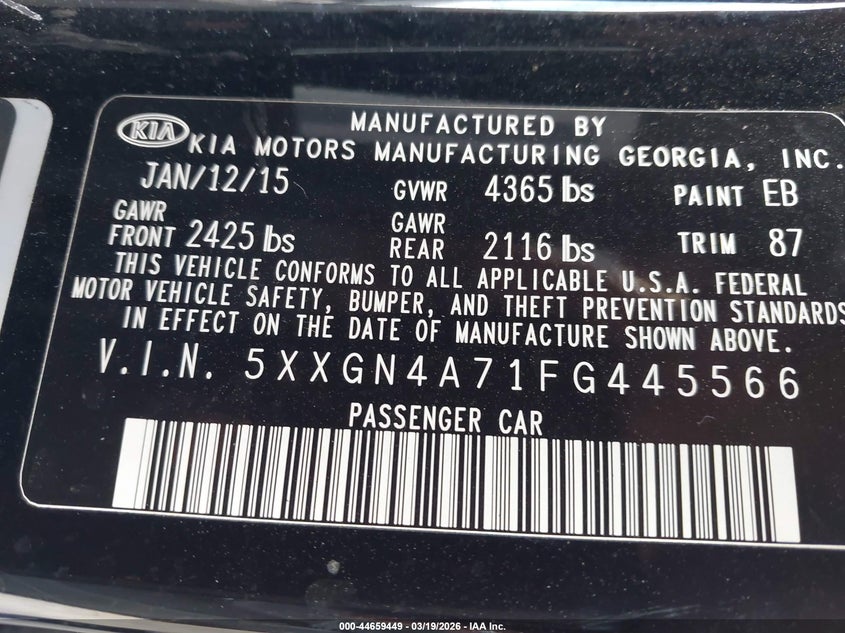 KIA
MANUFACTURED BY
KIA MOTORS MANUFACTURING GEORGIA, INC.
JAN/12/15 GVWR 4365 lbs PAINT EB
GAWR FRONT 2425 lbs GAWR REAR 2116 lbs TRIM 87
THIS VEHICLE CONFORMS TO ALL APPLICABLE U.S.A. FEDERAL
MOTOR VEHICLE SAFETY, BUMPER, AND THEFT PREVENTION STANDARDS
IN EFFECT ON THE DATE OF MANUFACTURE SHOWN ABOVE.
V.I.N. 5XXGN4A71FG445566
PASSENGER CAR
000-44659449 - 03/19/2026 - IAA Inc.